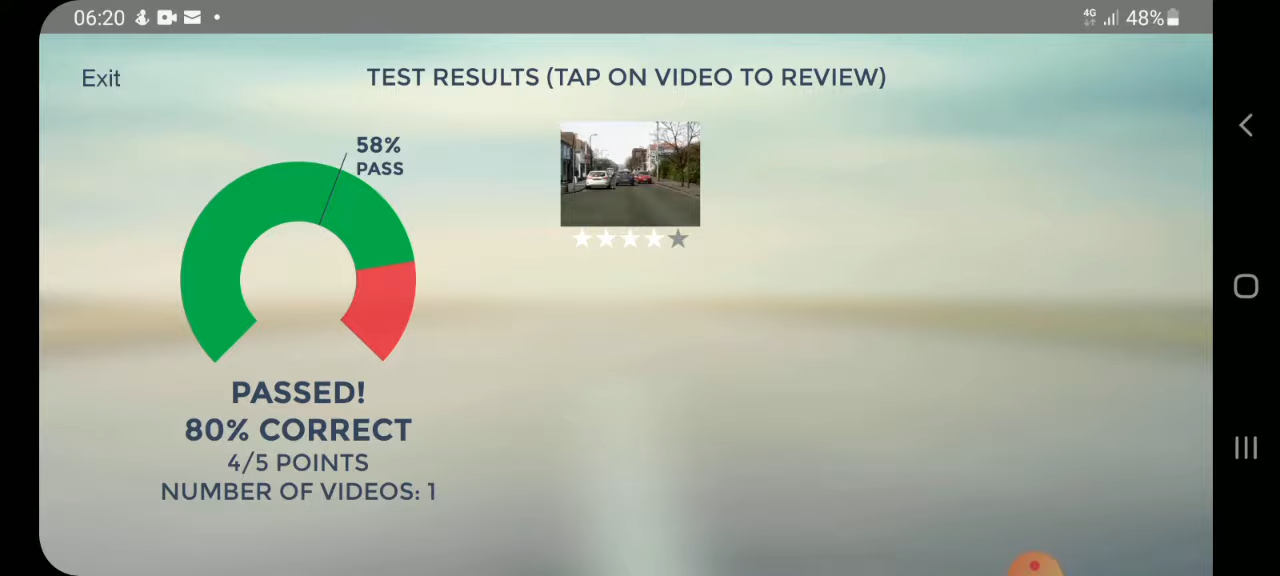 06:20
4G
48%
Exit
TEST RESULTS (TAP ON VIDEO TO REVIEW)
58%
PASS
PASSED!
80% CORRECT
4/5 POINTS
NUMBER OF VIDEOS: 1